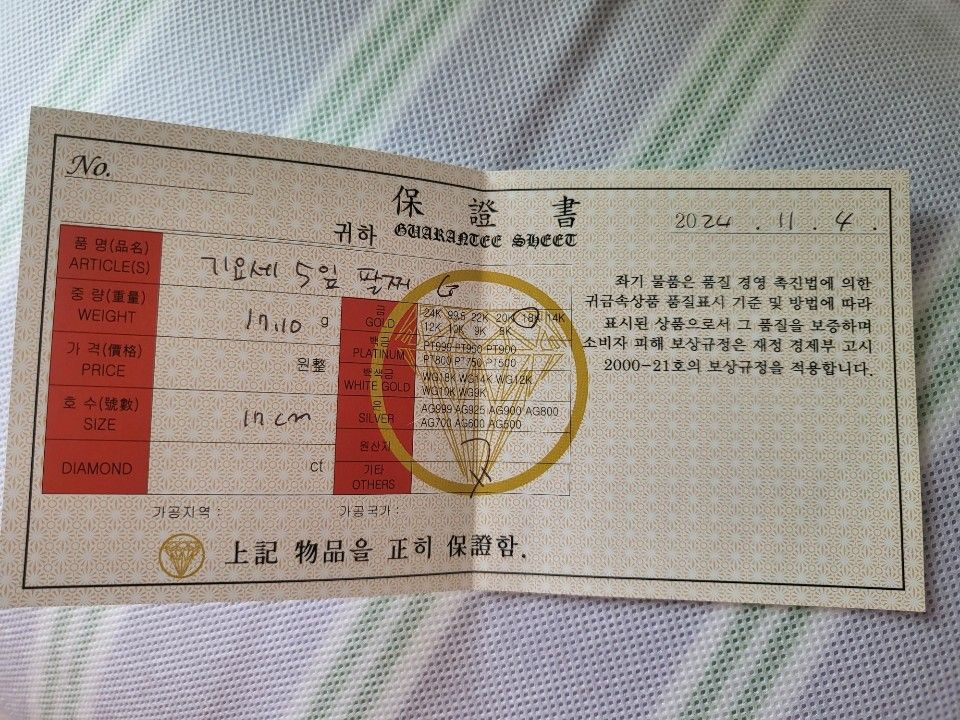 No.
保 證 書
귀하 GUARANTEE SHEET
2024 . 11 . 4 .
품 명(品名)
ARTICLE(S)
기요세 5잎 팔찌 G
중 량(重量)
WEIGHT
17.10 g
가 격(價格)
PRICE
원整
호 수(號數)
SIZE
17 cm
DIAMOND
ct
금
GOLD
24K 99.5 22K 20K 18K 14K
12K 10K 9K 8K
백금
PLATINUM
PT995 PT950 PT900
PT800 PT750 PT500
백색금
WHITE GOLD
WG18K WG14K WG12K
WG10K WG9K
은
SILVER
AG999 AG925 AG900 AG800
AG700 AG600 AG500
원산지
기타
OTHERS
가공지역 :
가공국가 :
上記 物品을 正히 保證함.
좌기 물품은 품질 경영 촉진법에 의한
귀금속상품 품질표시 기준 및 방법에 따라
표시된 상품으로서 그 품질을 보증하며
소비자 피해 보상규정은 재정 경제부 고시
2000-21호의 보상규정을 적용합니다.